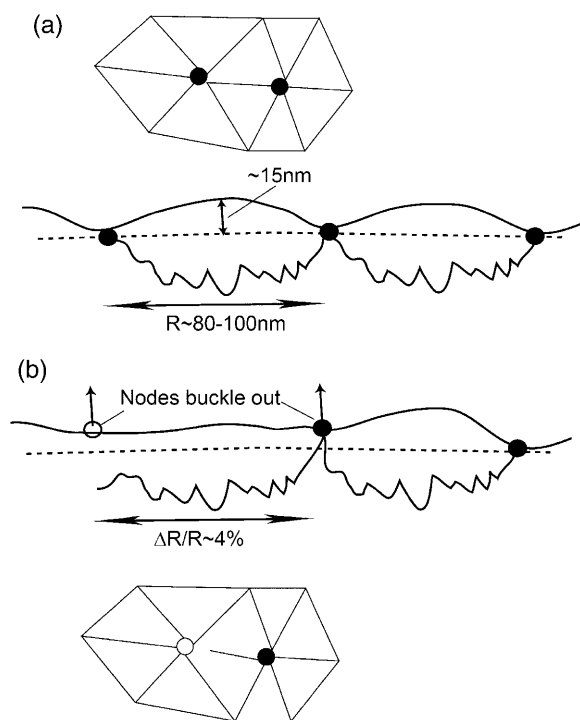 (a)
~15nm
R~80-100nm
(b)
Nodes buckle out
ΔR/R~4%